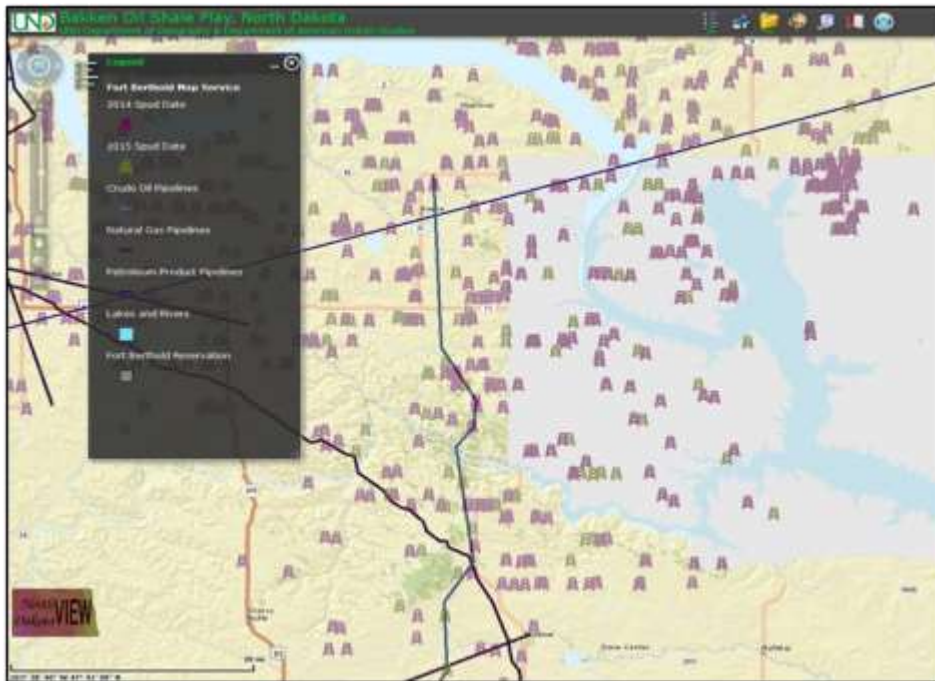 UND
Bakken Oil Shale Play, North Dakota
UND Department of Geography & Department of American Indian Studies
Legend
Fort Berthold Map Service
2014 Spud Date
2015 Spud Date
Crude Oil Pipelines
Natural Gas Pipelines
Petroleum Product Pipelines
Lakes and Rivers
Fort Berthold Reservation
North
Dakota
VIEW